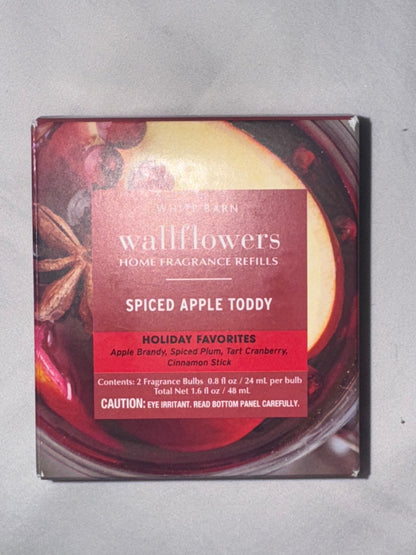 WHITE BARN
wallflowers
HOME FRAGRANCE REFILLS
SPICED APPLE TODDY
HOLIDAY FAVORITES
Apple Brandy, Spiced Plum, Tart Cranberry,
Cinnamon Stick
Contents: 2 Fragrance Bulbs 0.8 fl oz / 24 mL per bulb
Total Net 1.6 fl oz / 48 mL
CAUTION: EYE IRRITANT. READ BOTTOM PANEL CAREFULLY.